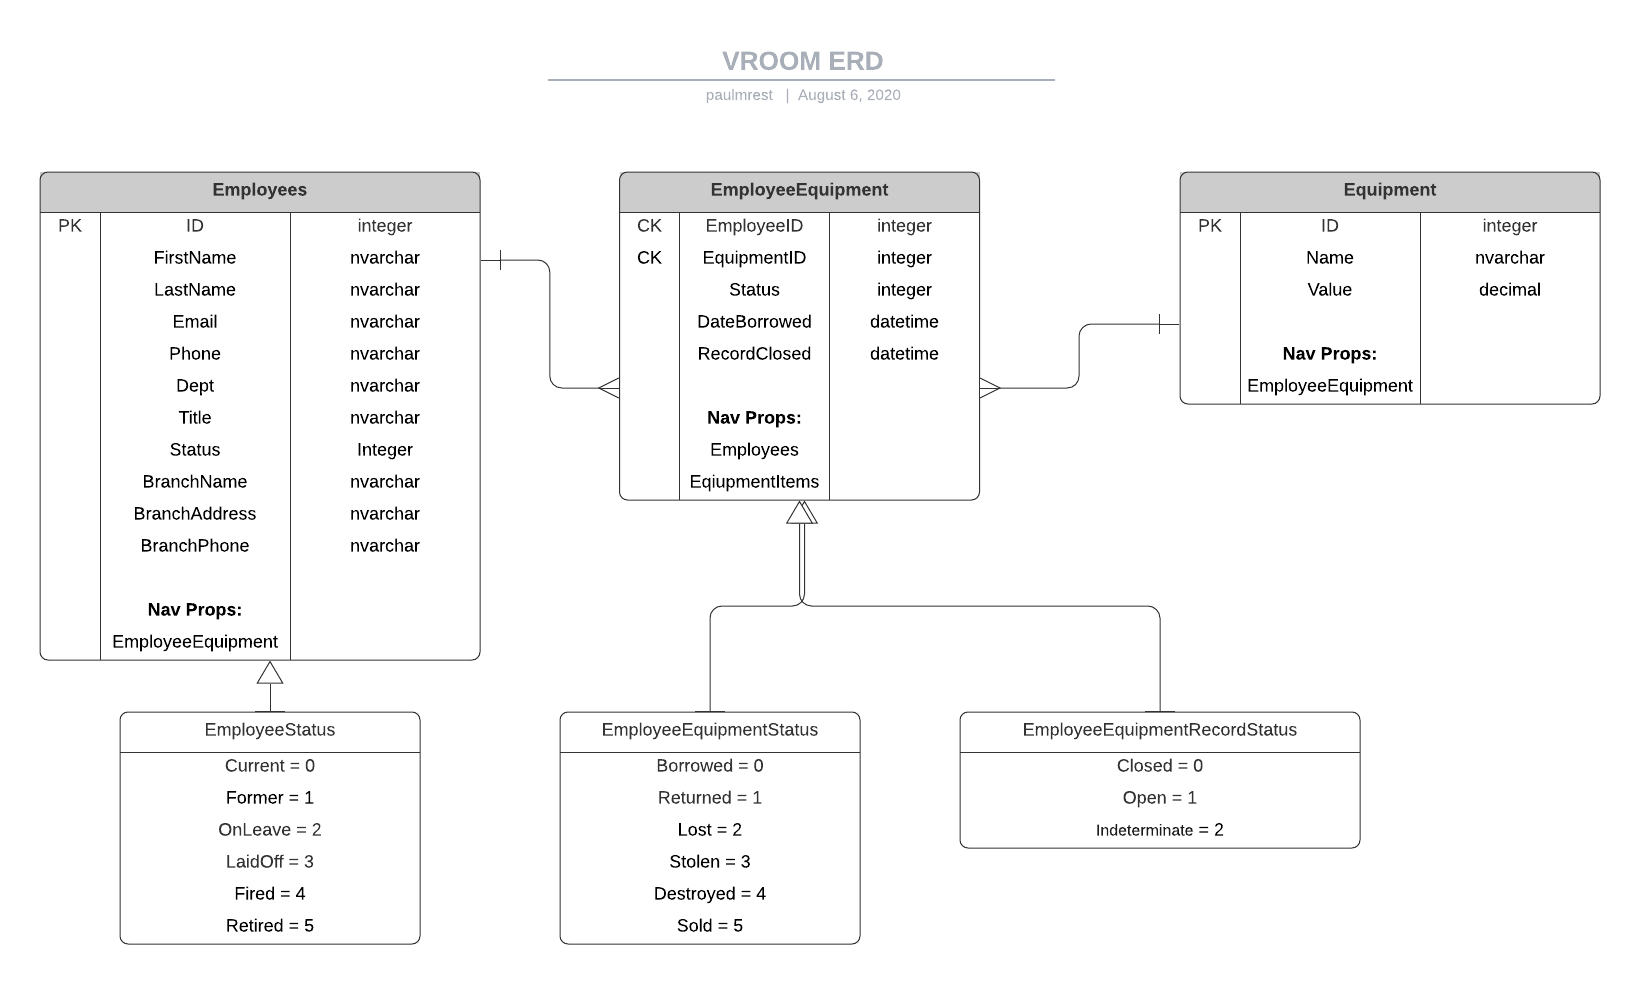 VROOM ERD
paulmrest | August 6, 2020
Employees
PK ID integer
FirstName nvarchar
LastName nvarchar
Email nvarchar
Phone nvarchar
Dept nvarchar
Title nvarchar
Status Integer
BranchName nvarchar
BranchAddress nvarchar
BranchPhone nvarchar
Nav Props:
EmployeeEquipment
EmployeeEquipment
CK EmployeeID integer
CK EquipmentID integer
Status integer
DateBorrowed datetime
RecordClosed datetime
Nav Props:
Employees
EqiupmentItems
Equipment
PK ID integer
Name nvarchar
Value decimal
Nav Props:
EmployeeEquipment
EmployeeStatus
Current = 0
Former = 1
OnLeave = 2
LaidOff = 3
Fired = 4
Retired = 5
EmployeeEquipmentStatus
Borrowed = 0
Returned = 1
Lost = 2
Stolen = 3
Destroyed = 4
Sold = 5
EmployeeEquipmentRecordStatus
Closed = 0
Open = 1
Indeterminate = 2